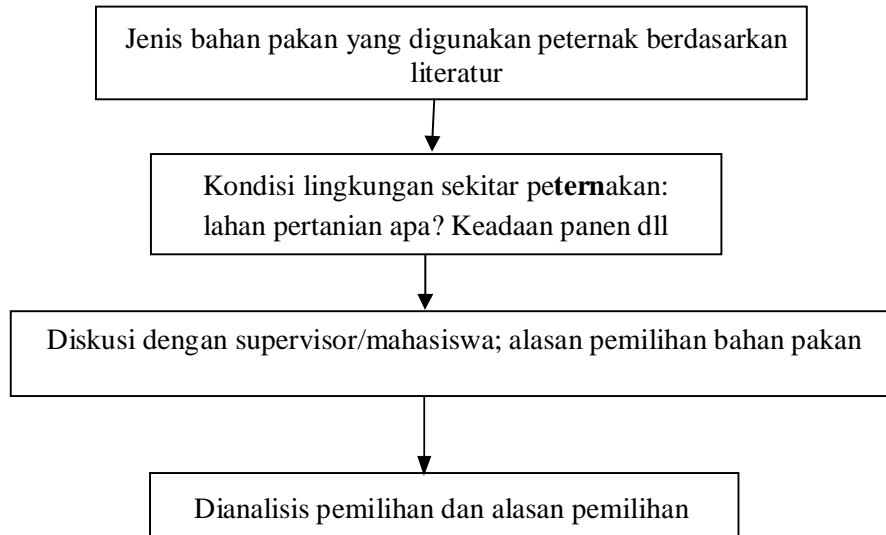 Jenis bahan pakan yang digunakan peternak berdasarkan
literatur
Kondisi lingkungan sekitar peternakan:
lahan pertanian apa? Keadaan panen dll
Diskusi dengan supervisor/mahasiswa; alasan pemilihan bahan pakan
Dianalisis pemilihan dan alasan pemilihan